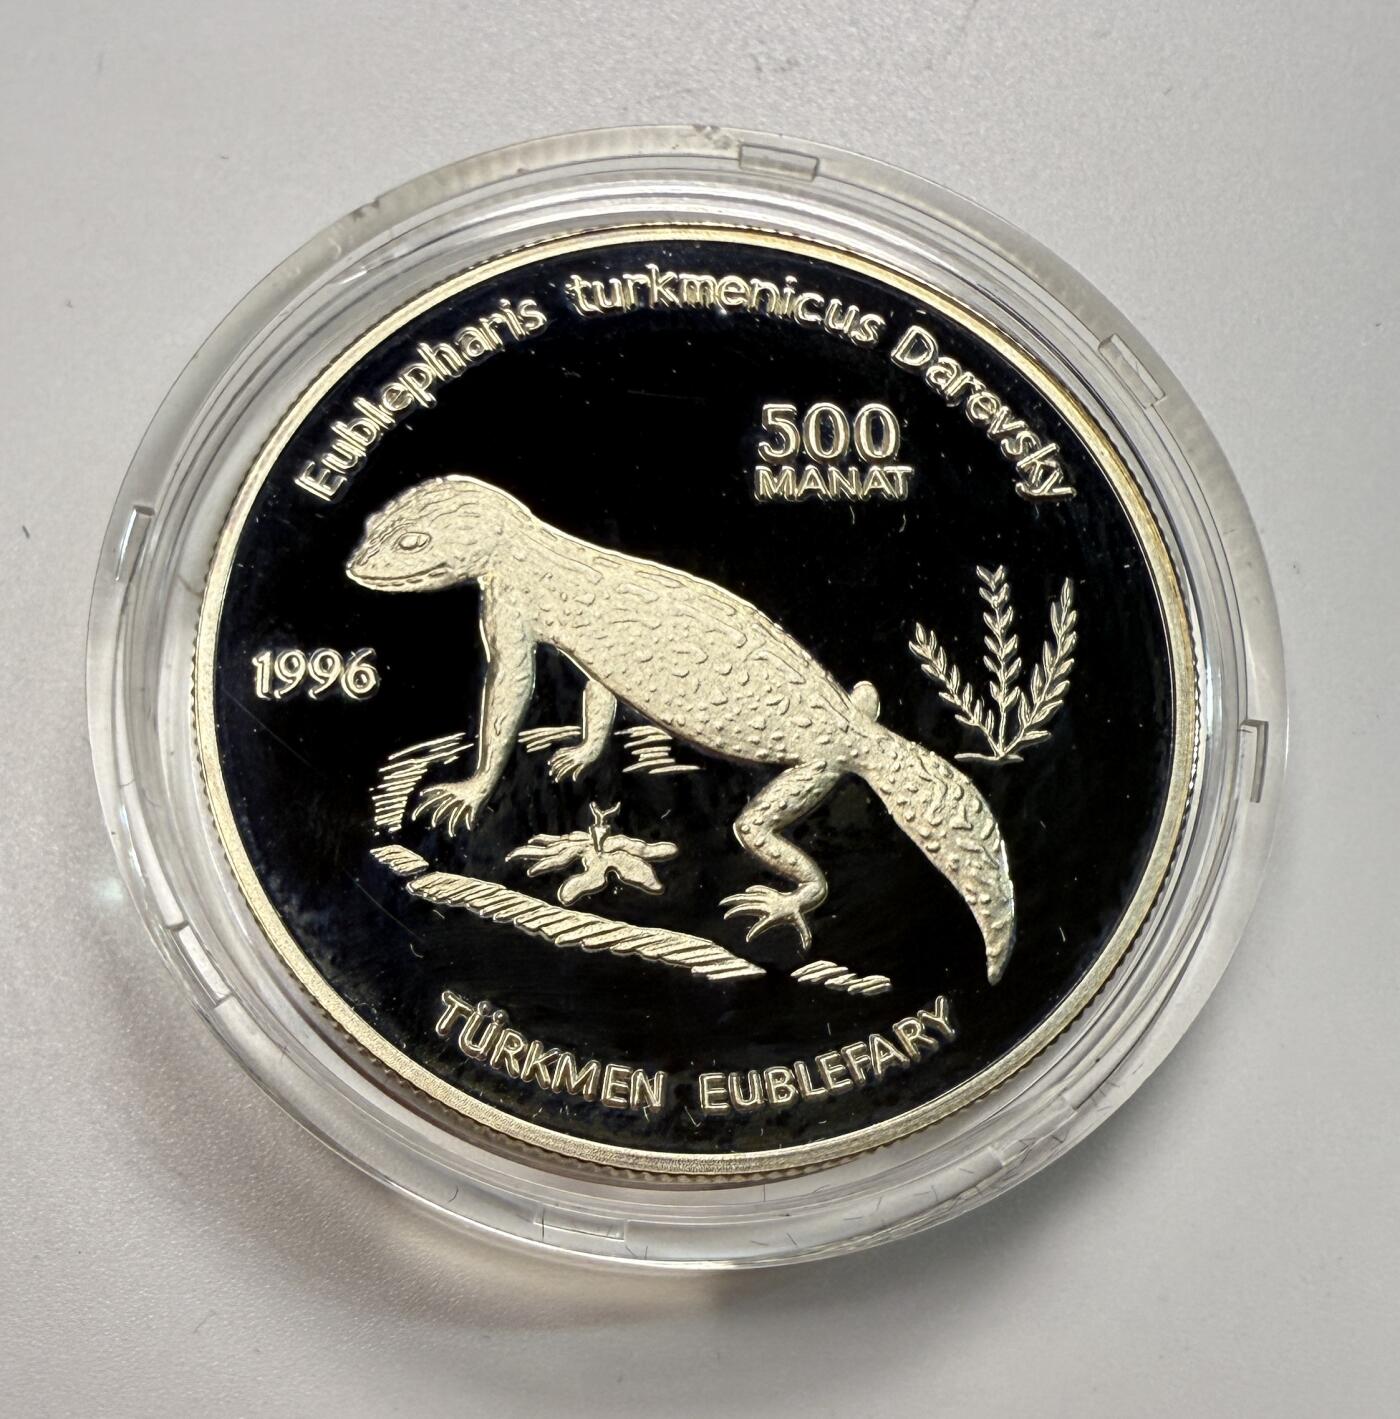 Eublepharis turkmenicus Darevsky
500
MANAT
1996
TÜRKMEN EUBLEFARY